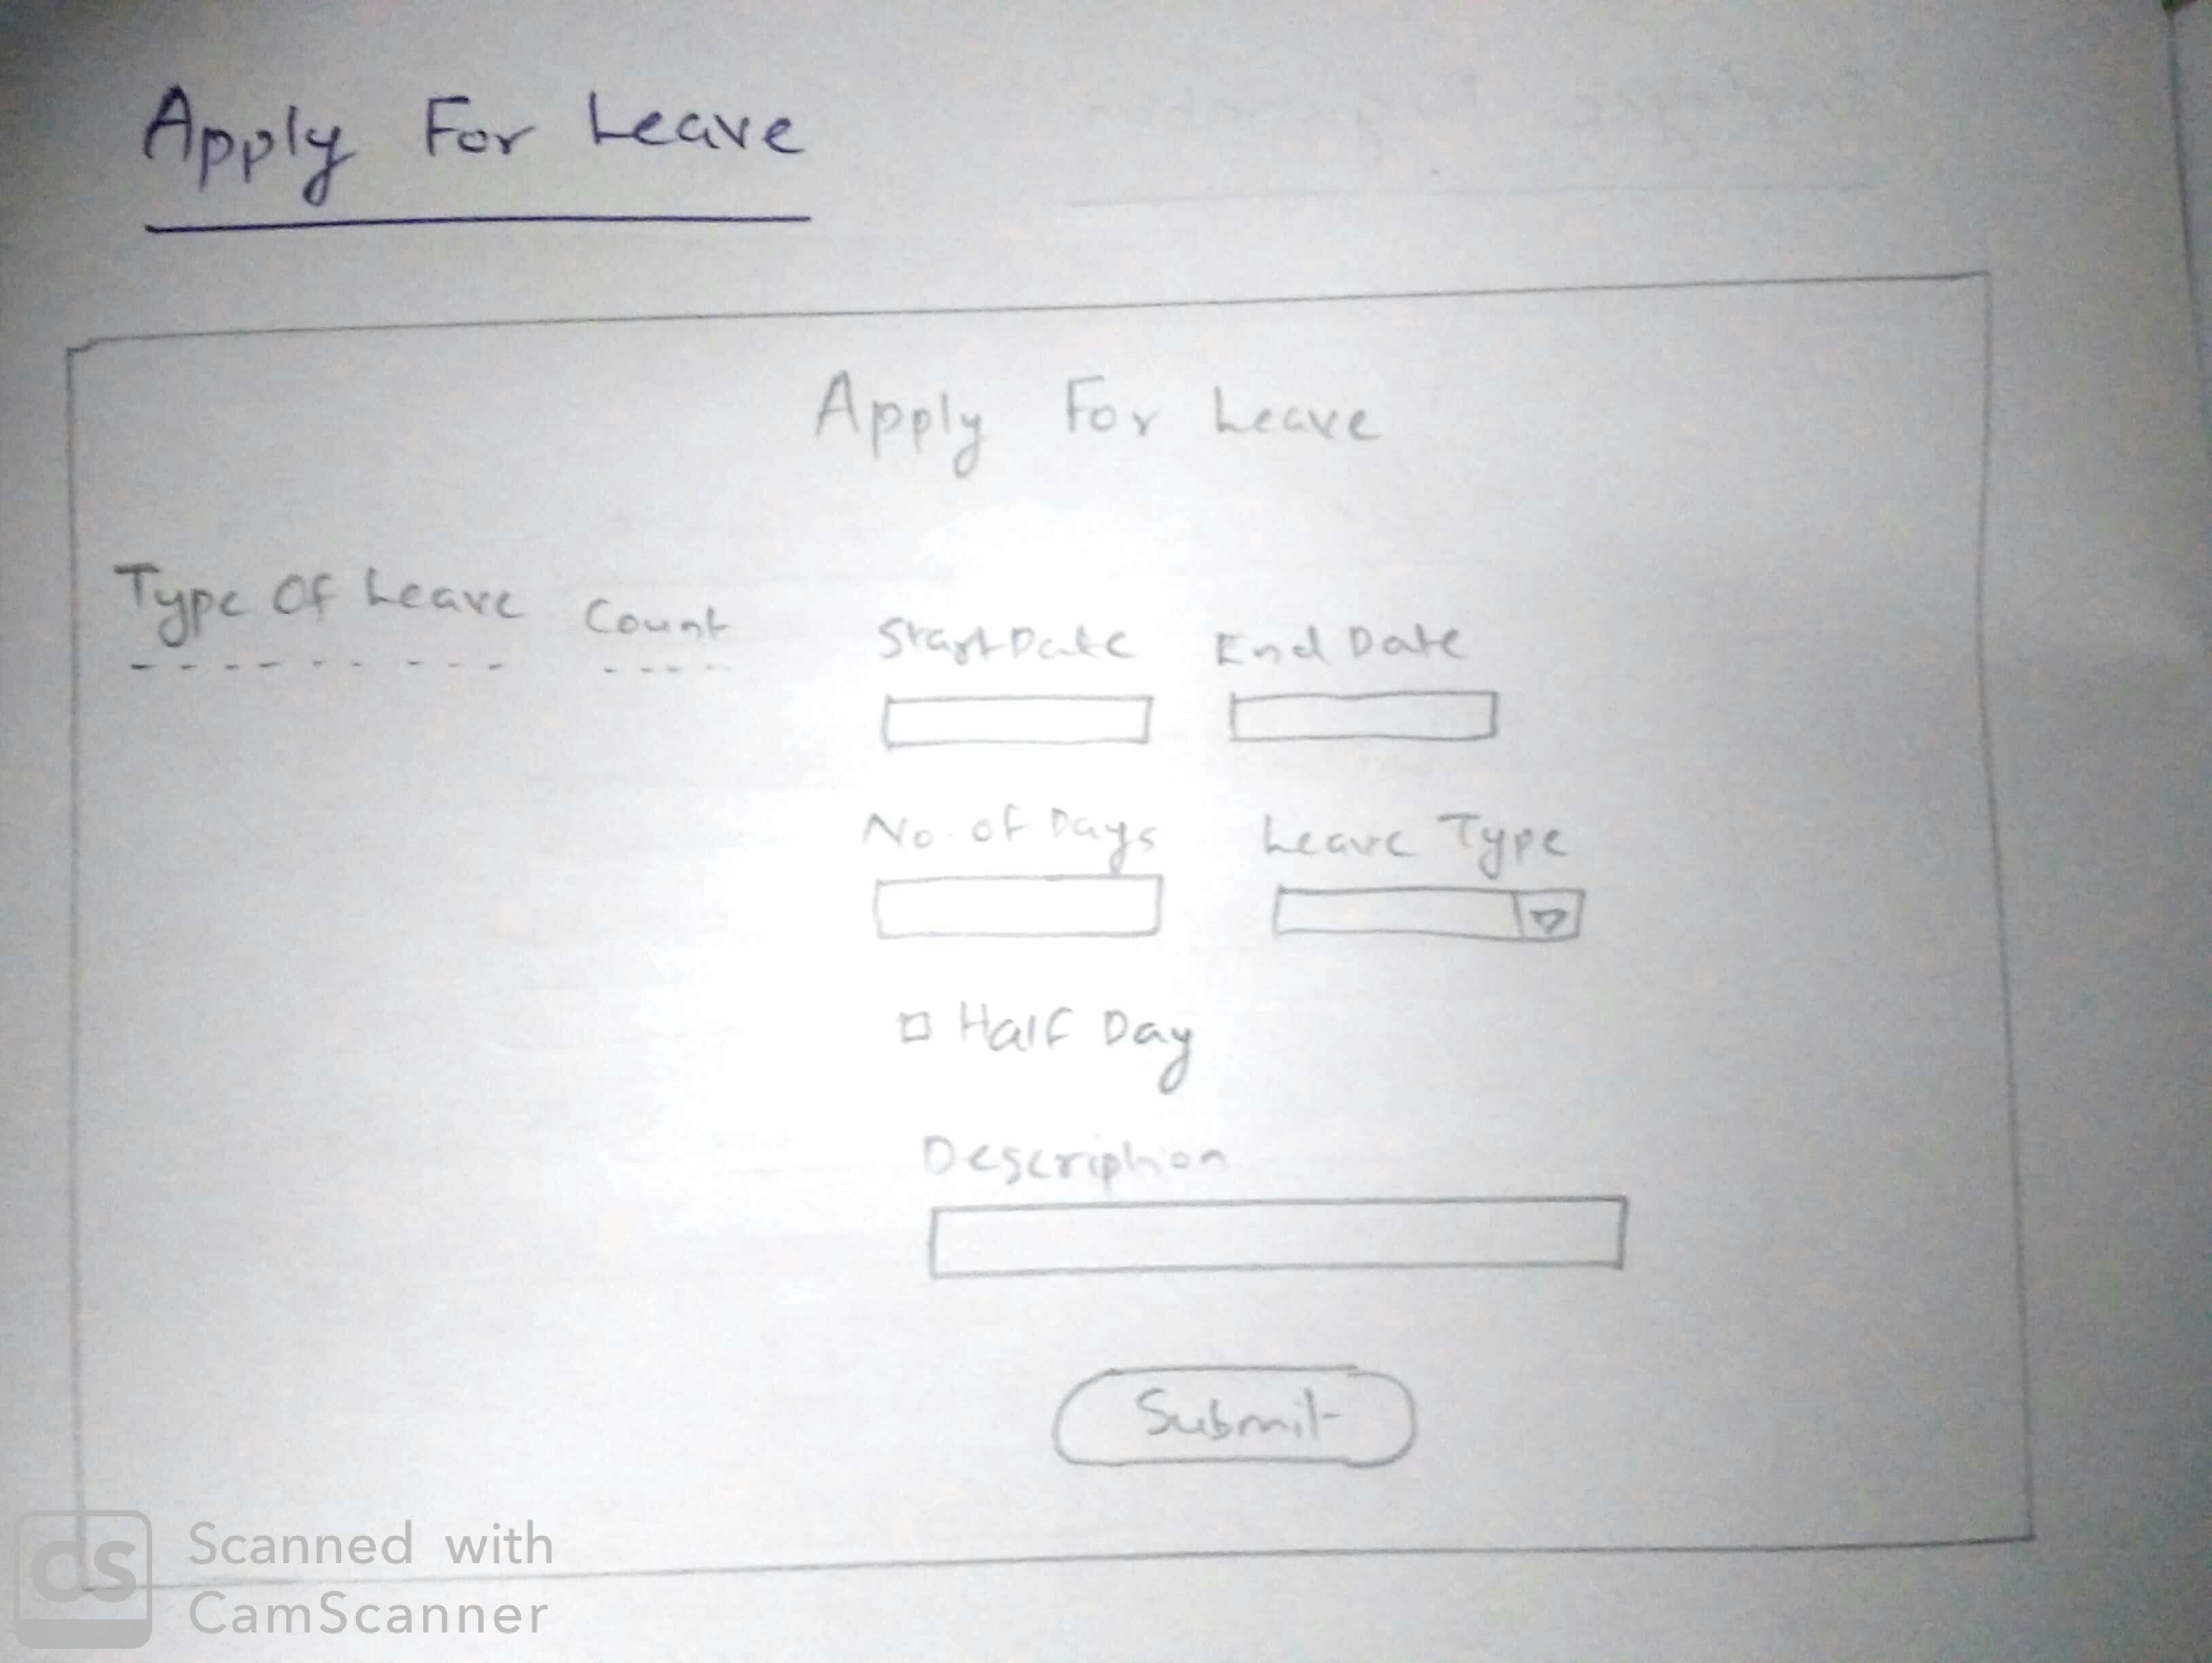 Apply For Leave
Apply For Leave
Type Of Leave Count
Start Date End Date
No. of Days Leave Type
Half Day
Description
Submit
CS Scanned with
CamScanner